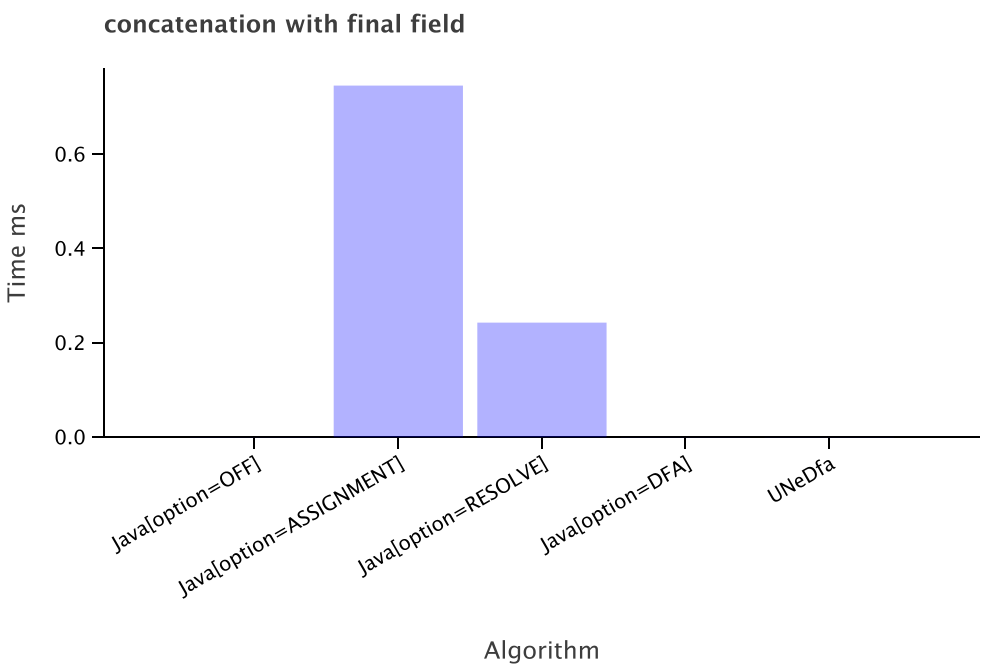 concatenation with final field
Time ms
0.6
0.4
0.2
0.0
Java[option=OFF]
Java[option=ASSIGNMENT]
Java[option=RESOLVE]
Java[option=DFA]
UNeDfa
Algorithm